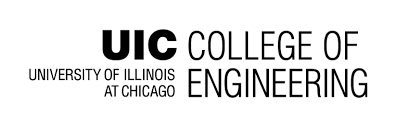 UIC
UNIVERSITY OF ILLINOIS
AT CHICAGO
COLLEGE OF
ENGINEERING